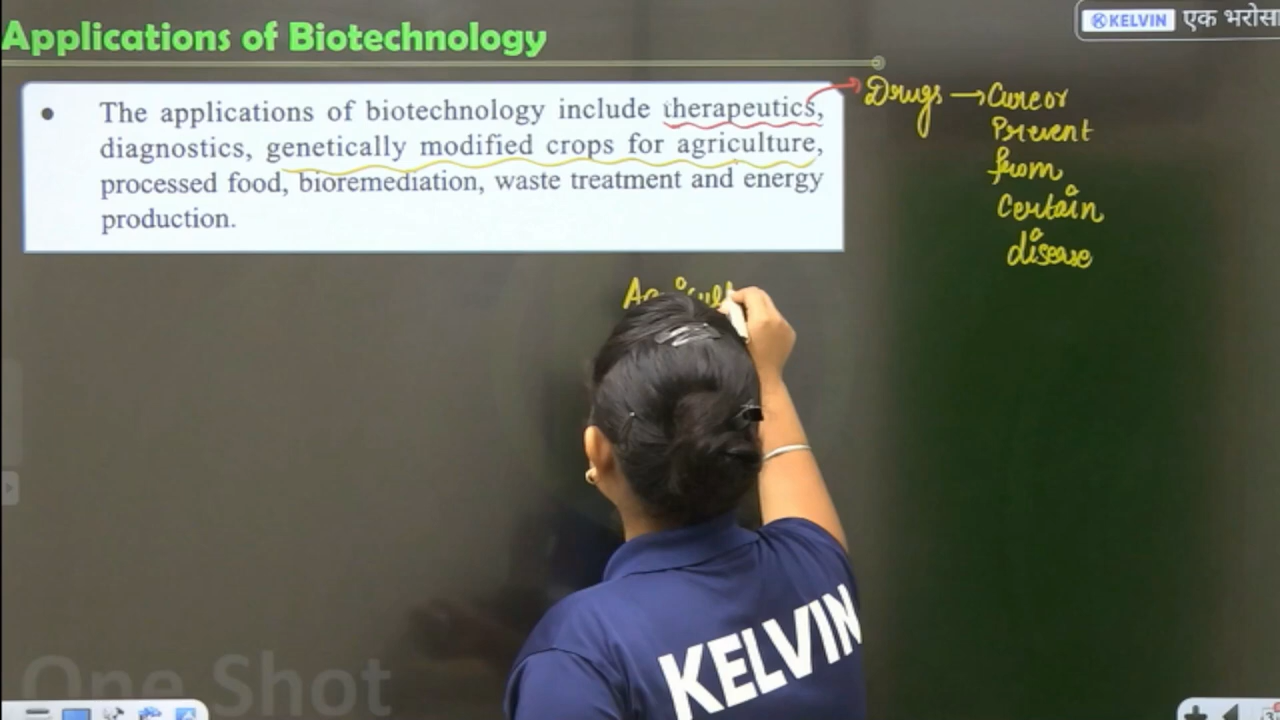 Applications of Biotechnology
KELVIN एक भरोसा
• The applications of biotechnology include therapeutics,
diagnostics, genetically modified crops for agriculture,
processed food, bioremediation, waste treatment and energy
production.
Drugs → Cure or
Prevent
from
Certain
disease
KELVIN
One Shot